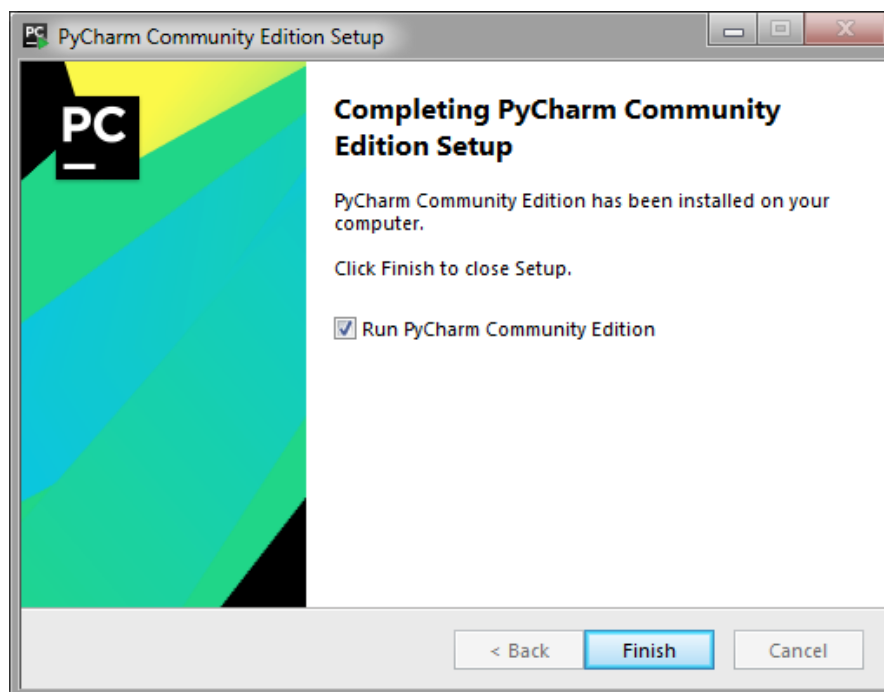 PC PyCharm Community Edition Setup
PC
Completing PyCharm Community
Edition Setup
PyCharm Community Edition has been installed on your
computer.
Click Finish to close Setup.
Run PyCharm Community Edition
< Back Finish Cancel